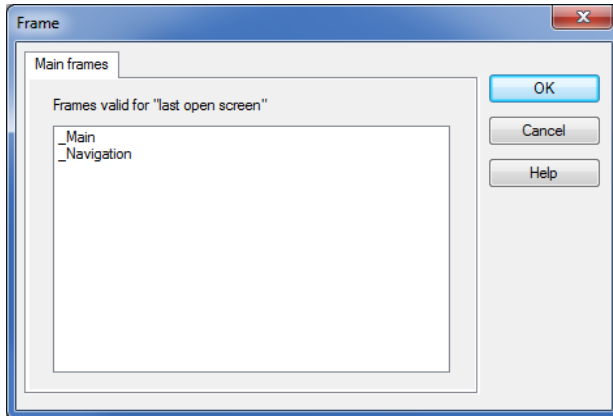 Frame
Main frames
Frames valid for "last open screen"
_Main
_Navigation
OK
Cancel
Help